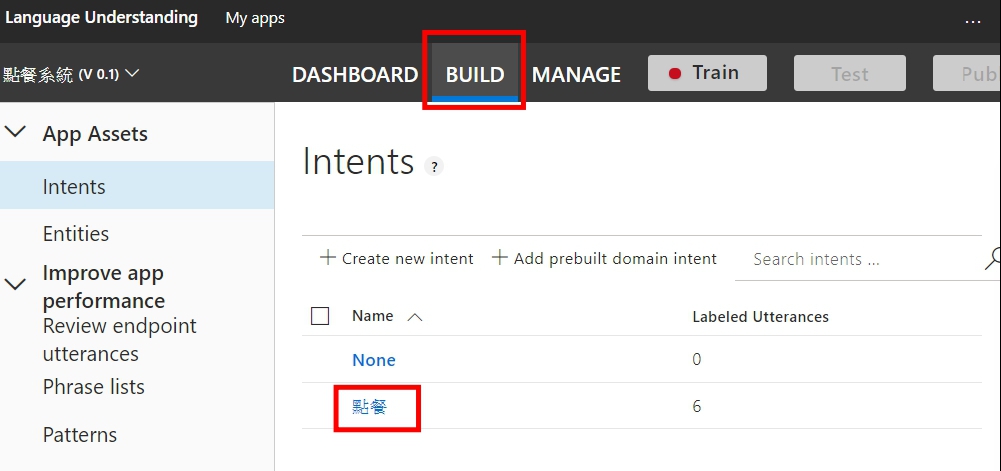 Language Understanding My apps ...
點餐系統 (V 0.1) DASHBOARD BUILD MANAGE Train Test Pub
App Assets
Intents
Entities
Improve app
performance
Review endpoint
utterances
Phrase lists
Patterns
Intents ?
+ Create new intent + Add prebuilt domain intent Search intents ...
Name Labeled Utterances
None 0
點餐 6